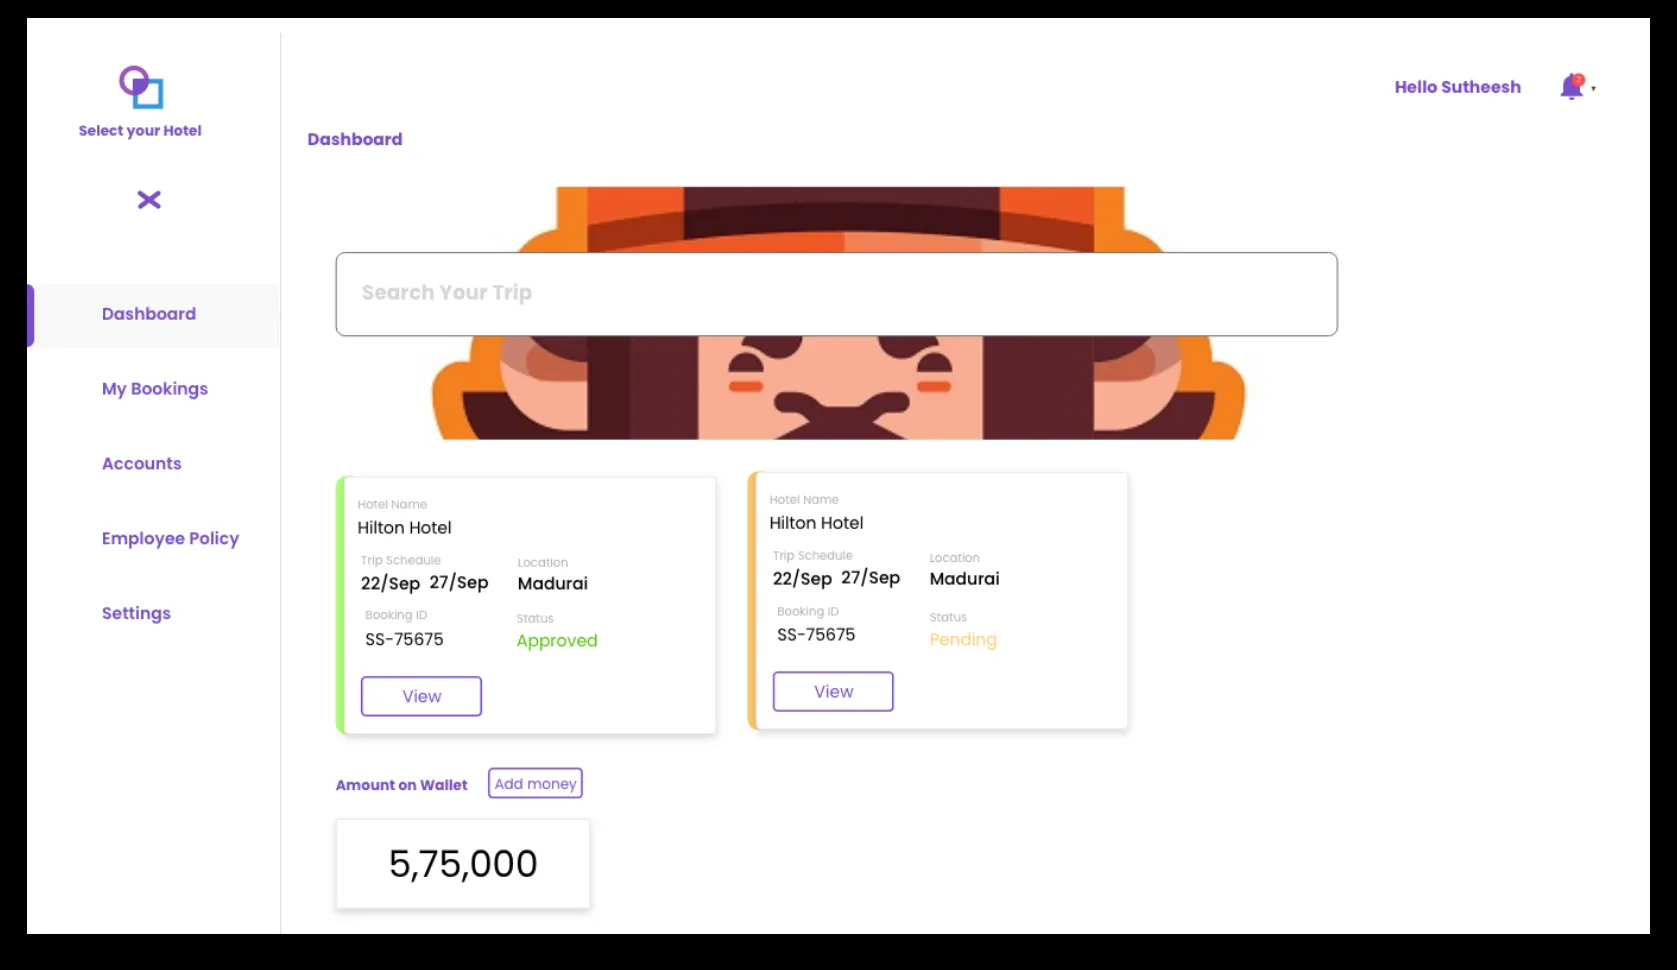 Select your Hotel
Hello Sutheesh
2
Dashboard
Dashboard
My Bookings
Accounts
Employee Policy
Settings
Search Your Trip
Hotel Name
Hilton Hotel
Trip Schedule
Location
22/Sep 27/Sep
Madurai
Booking ID
Status
SS-75675
Approved
View
Hotel Name
Hilton Hotel
Trip Schedule
Location
22/Sep 27/Sep
Madurai
Booking ID
Status
SS-75675
Pending
View
Amount on Wallet
Add money
5,75,000